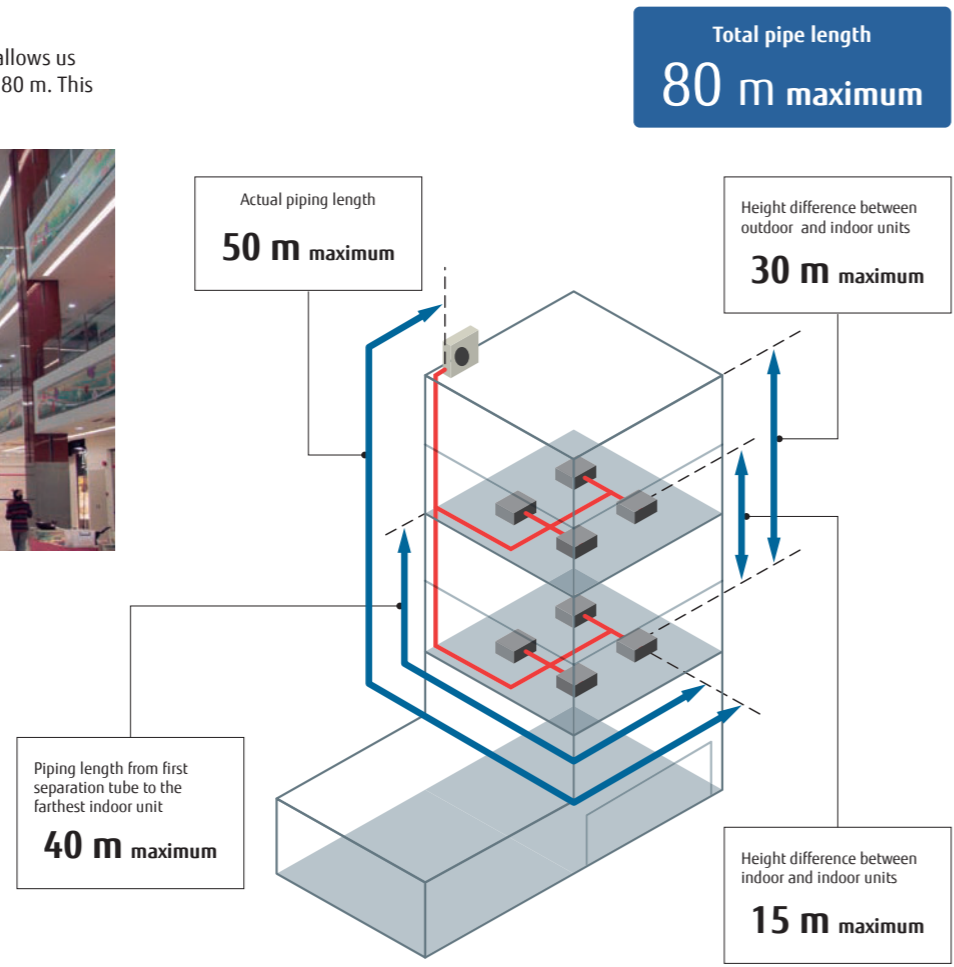 allows us
80 m. This
Total pipe length
80 m maximum
Actual piping length
50 m maximum
Height difference between
outdoor and indoor units
30 m maximum
Piping length from first
separation tube to the
farthest indoor unit
40 m maximum
Height difference between
indoor and indoor units
15 m maximum